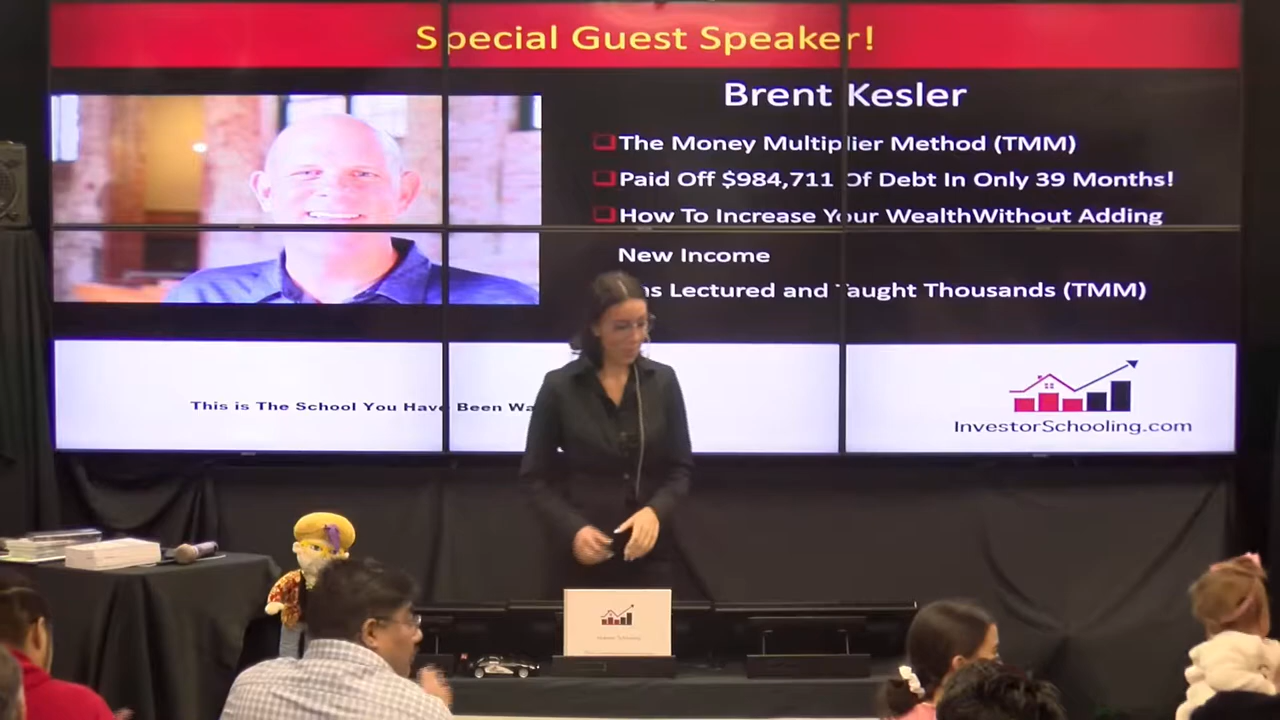 Special Guest Speaker!
Brent Kesler
The Money Multiplier Method (TMM)
Paid Off $984,711 Of Debt In Only 39 Months!
How To Increase Your WealthWithout Adding
New Income
Lectured and Taught Thousands (TMM)
This is The School You Have Been
InvestorSchooling.com